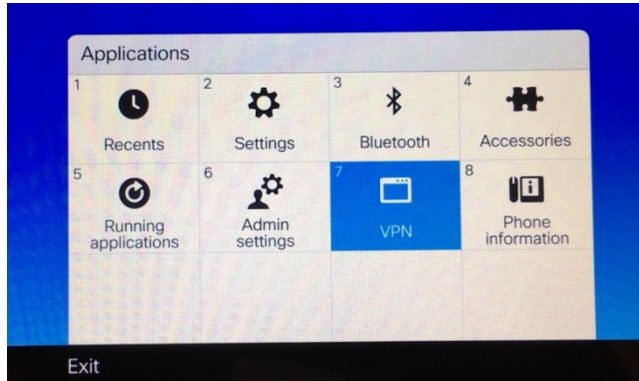 Applications
1
Recents
2
Settings
3
Bluetooth
4
Accessories
5
Running
applications
6
Admin
settings
7
VPN
8
Phone
information
Exit